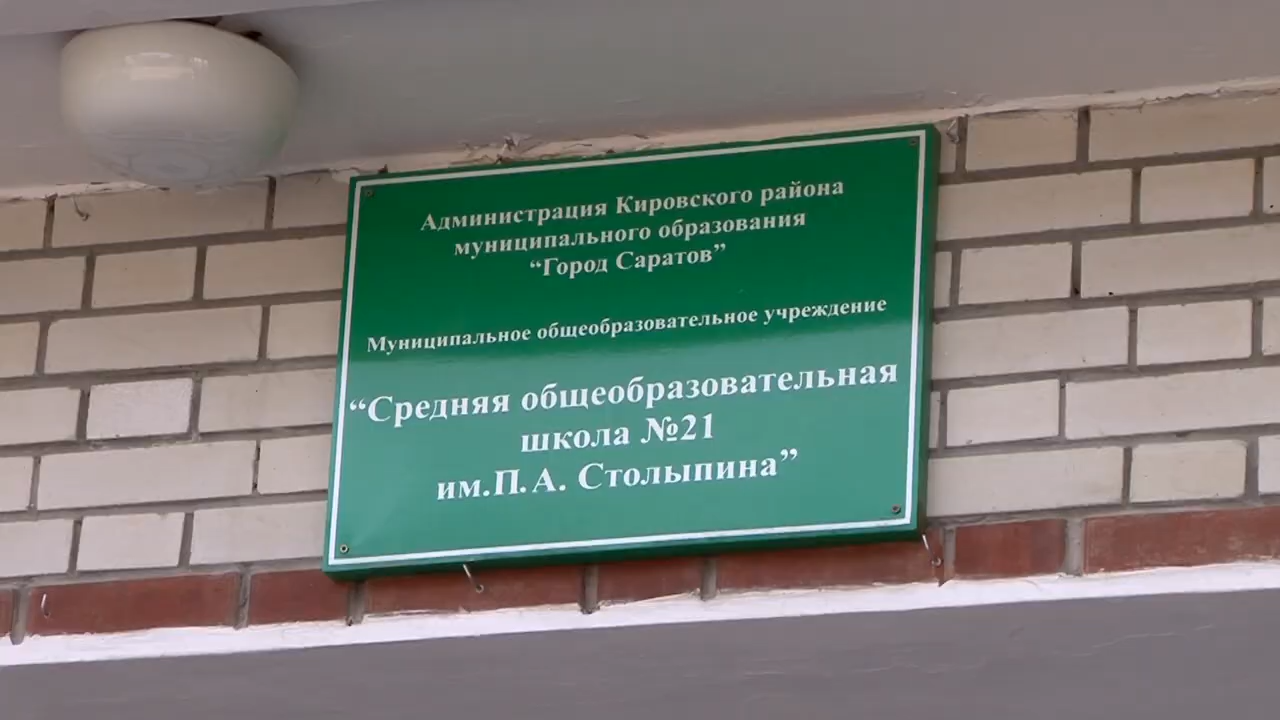 Администрация Кировского района
муниципального образования
“Город Саратов”
Муниципальное общеобразовательное учреждение
“Средняя общеобразовательная
школа №21
им.П.А. Столыпина”